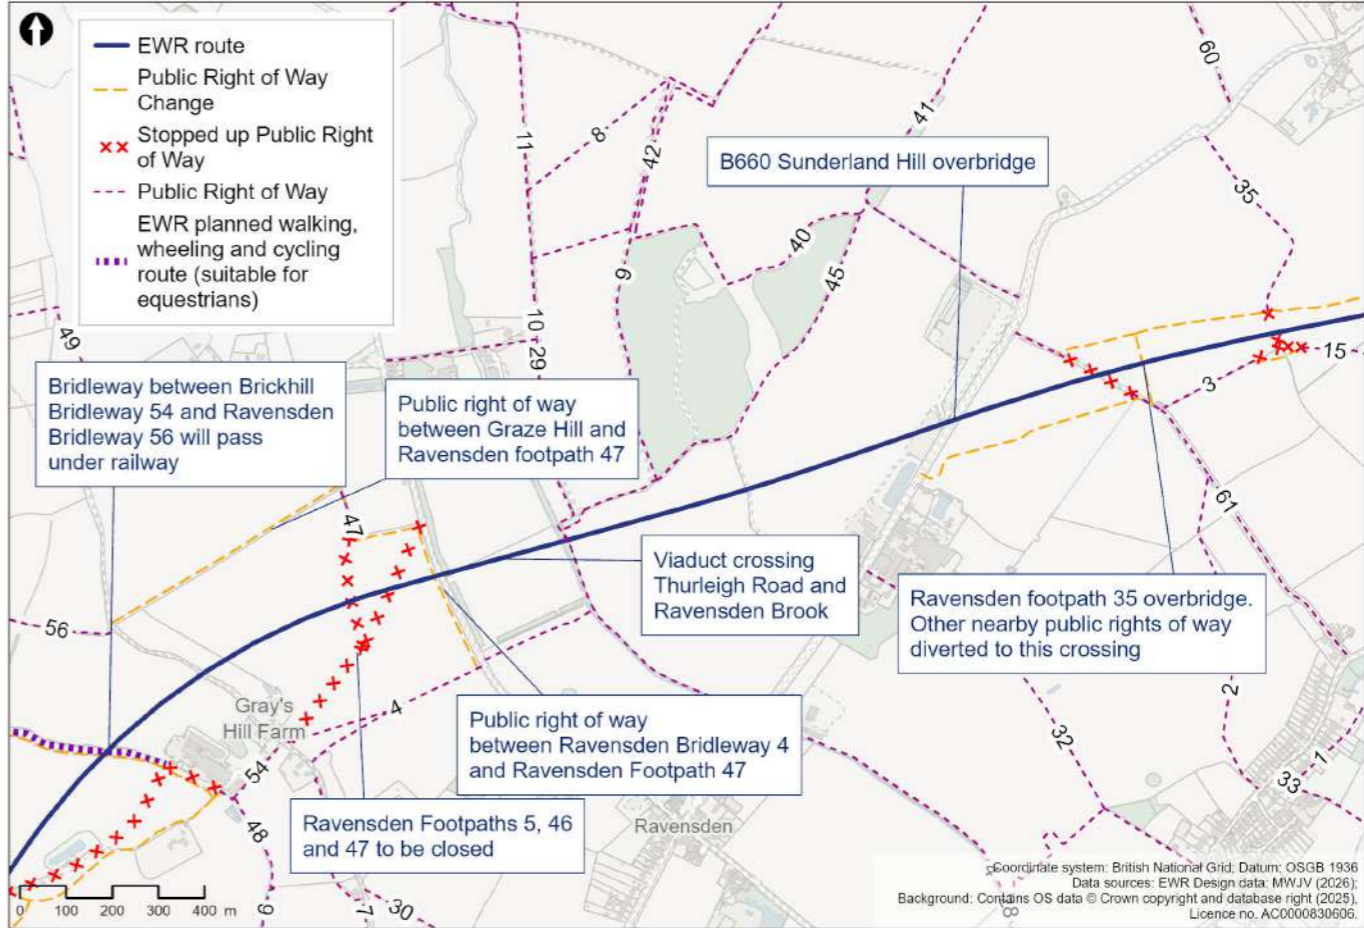 EWR route
Public Right of Way
Change
Stopped up Public Right
of Way
Public Right of Way
EWR planned walking,
wheeling and cycling
route (suitable for
equestrians)
60
41
11
8
42
B660 Sunderland Hill overbridge
35
40
45
9
49
10
29
15
3
Bridleway between Brickhill
Bridleway 54 and Ravensden
Bridleway 56 will pass
under railway
Public right of way
between Graze Hill and
Ravensden footpath 47
47
61
Viaduct crossing
Thurleigh Road and
Ravensden Brook
Ravensden footpath 35 overbridge.
Other nearby public rights of way
diverted to this crossing
56
Gray's
Hill Farm
4
2
Public right of way
between Ravensden Bridleway 4
and Ravensden Footpath 47
32
54
1
33
48
Ravensden Footpaths 5, 46
and 47 to be closed
Ravensden
0 100 200 300 400 m
9
7
30
8
Coordinate system: British National Grid; Datum: OSGB 1936
Data sources: EWR Design data: MWJV (2026);
Background: Contains OS data © Crown copyright and database right (2025),
Licence no. AC0000830606.